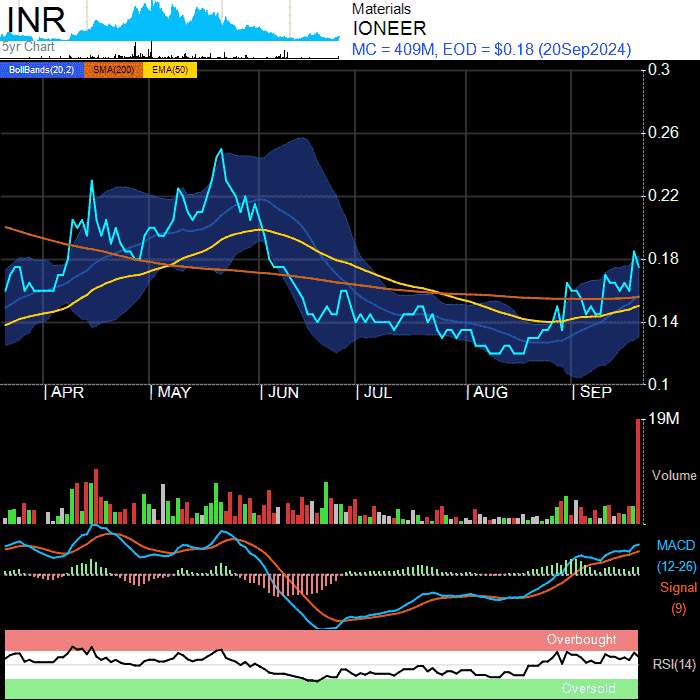 INR
5yr Chart
Materials
IONEER
MC = 409M, EOD = $0.18 (20Sep2024)
BollBands(20,2) SMA(200) EMA(50)
0.3
0.26
0.22
0.18
0.14
0.1
APR MAY JUN JUL AUG SEP
19M
Volume
MACD
(12-26)
Signal
(9)
Overbought
RSI(14)
Oversold